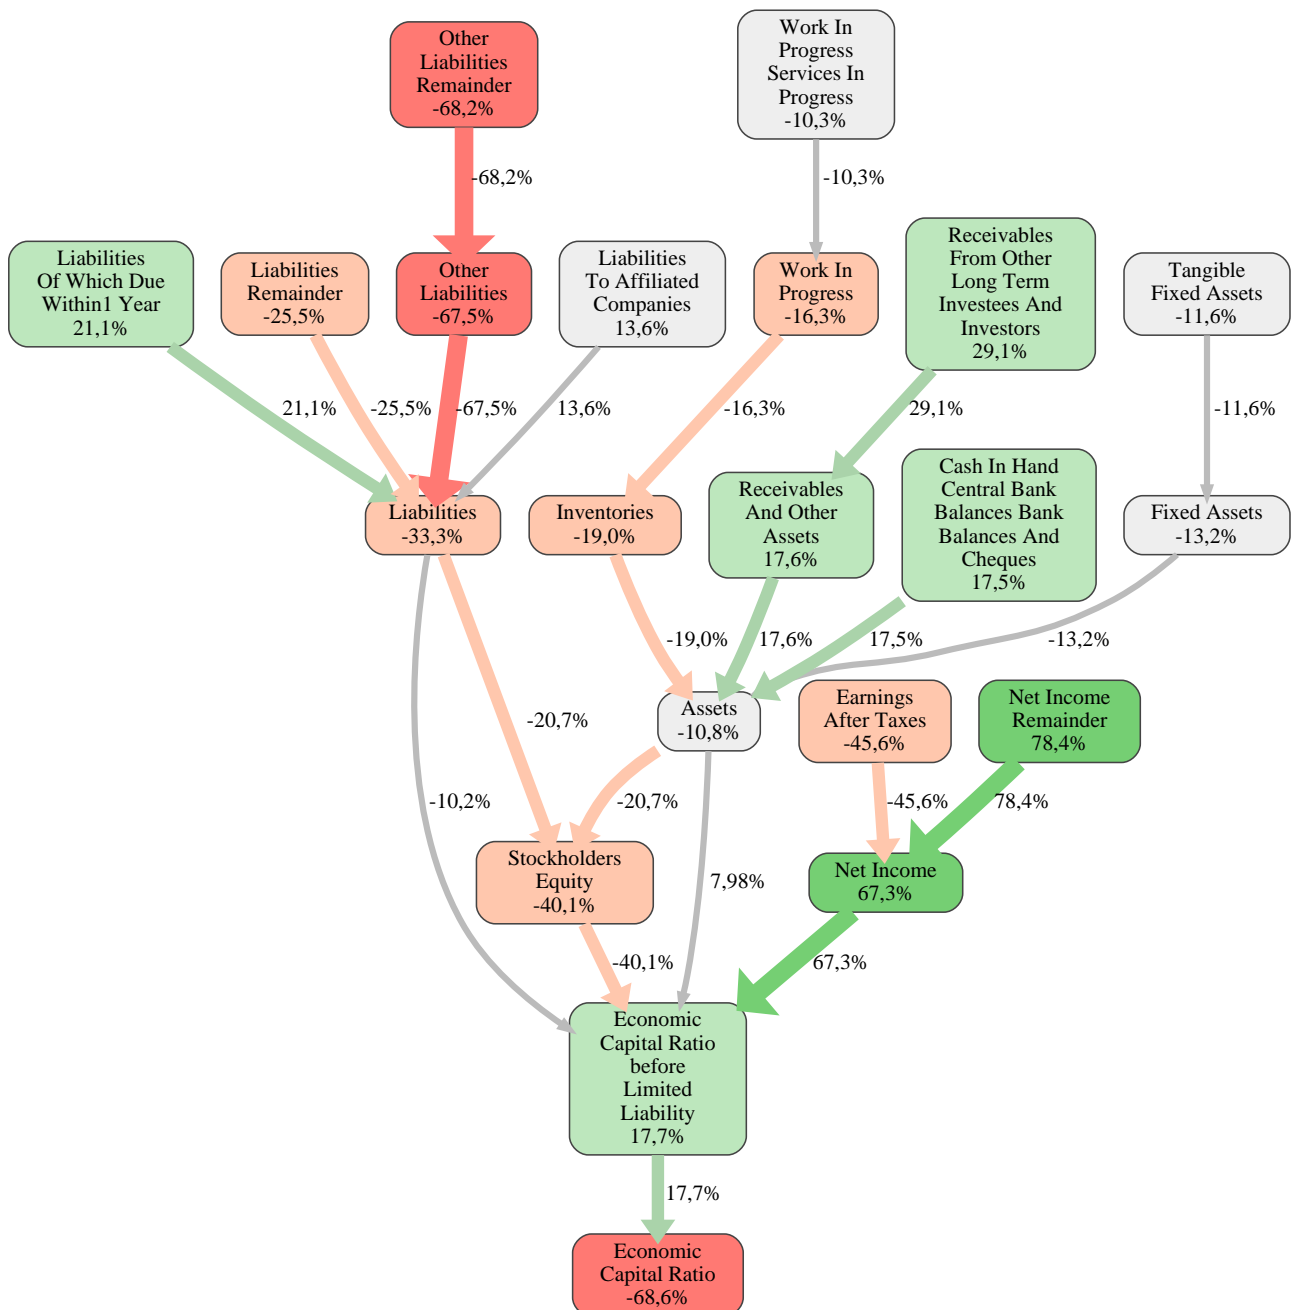 Other
Liabilities
Remainder
-68,2%
Work In
Progress
Services In
Progress
-10,3%
-68,2%
-10,3%
Liabilities
Of Which Due
Within1 Year
21,1%
Liabilities
Remainder
-25,5%
Other
Liabilities
-67,5%
Liabilities
To Affiliated
Companies
13,6%
Work In
Progress
-16,3%
Receivables
From Other
Long Term
Investees And
Investors
29,1%
Tangible
Fixed Assets
-11,6%
21,1%
-25,5%
-67,5%
13,6%
-16,3%
29,1%
-11,6%
Liabilities
-33,3%
Inventories
-19,0%
Receivables
And Other
Assets
17,6%
Cash In Hand
Central Bank
Balances Bank
Balances And
Cheques
17,5%
Fixed Assets
-13,2%
-20,7%
-19,0%
17,6%
17,5%
-13,2%
Assets
-10,8%
Earnings
After Taxes
-45,6%
Net Income
Remainder
78,4%
-10,2%
-20,7%
7,98%
-45,6%
78,4%
Stockholders
Equity
-40,1%
Net Income
67,3%
-40,1%
67,3%
Economic
Capital Ratio
before
Limited
Liability
17,7%
17,7%
Economic
Capital Ratio
-68,6%